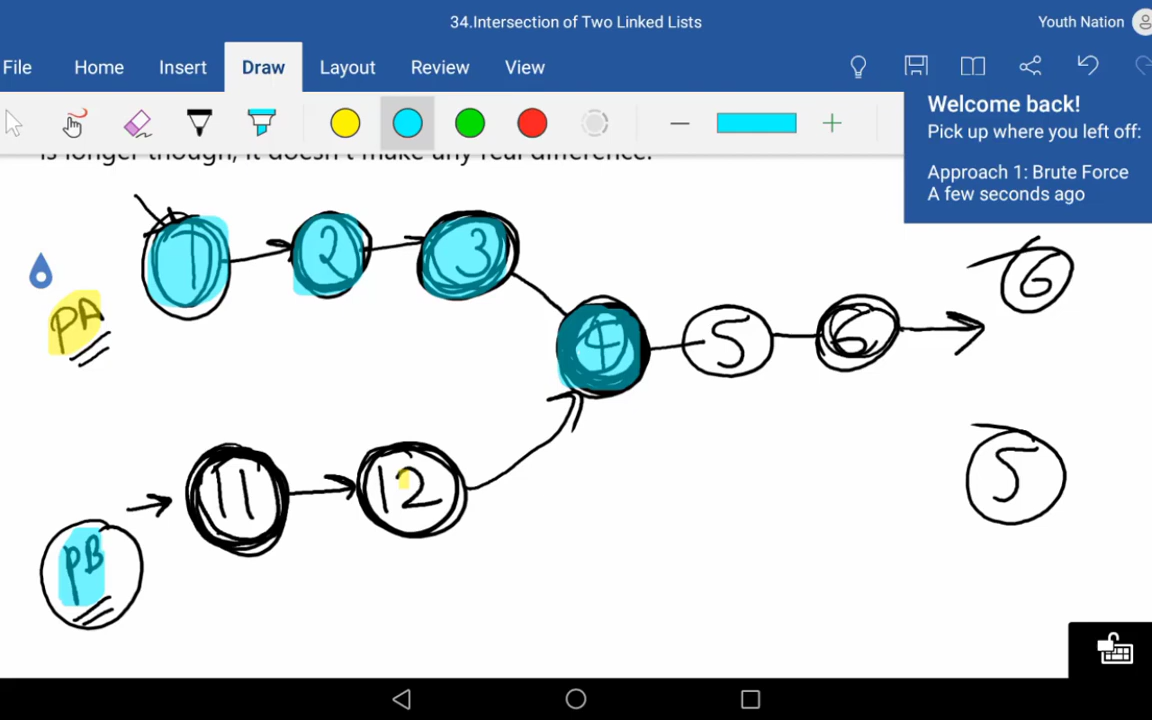 34.Intersection of Two Linked Lists
Youth Nation
File Home Insert Draw Layout Review View
Welcome back!
Pick up where you left off:
Approach 1: Brute Force
A few seconds ago
is longer though, it doesn't make any real difference.
1 2 3
6
pA
4 5 6
11 12
5
pB